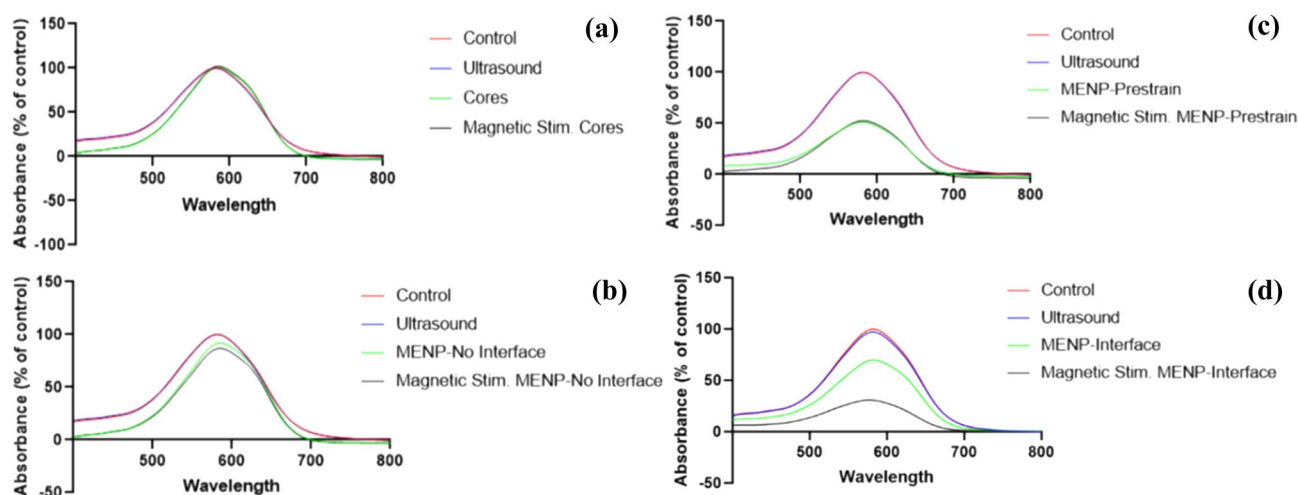 (a)
Absorbance (% of control)
150
100
50
0
-50
-100
500
600
700
800
Wavelength
Control
Ultrasound
Cores
Magnetic Stim. Cores
(c)
Absorbance (% of control)
150
100
50
0
-50
500
600
700
800
Wavelength
Control
Ultrasound
MENP-Prestrain
Magnetic Stim. MENP-Prestrain
(b)
Absorbance (% of control)
150
100
50
0
-50
500
600
700
800
Wavelength
Control
Ultrasound
MENP-No Interface
Magnetic Stim. MENP-No Interface
(d)
Absorbance (% of control)
150
100
50
0
-50
500
600
700
800
Wavelength
Control
Ultrasound
MENP-Interface
Magnetic Stim. MENP-Interface